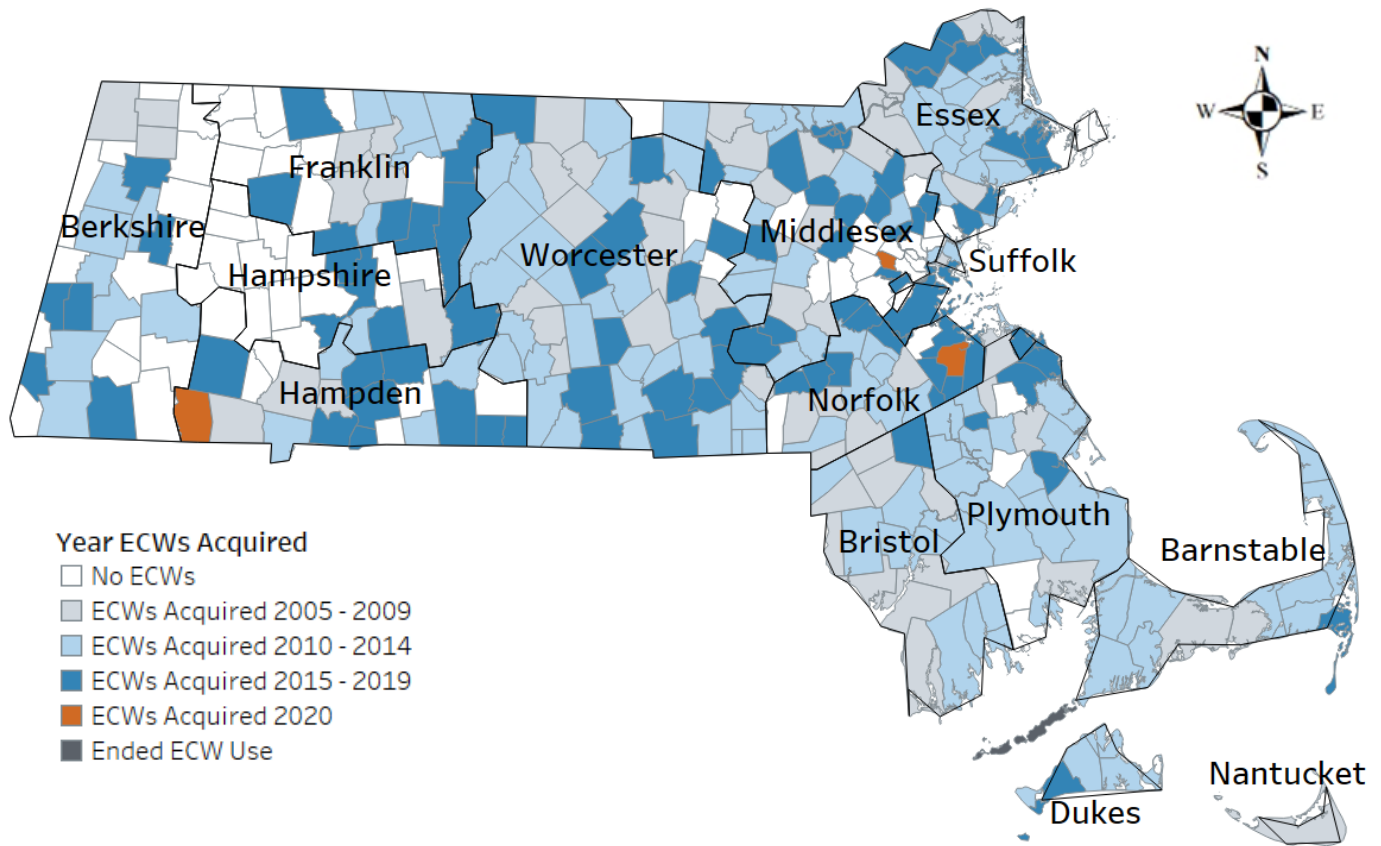 N
W E
S
Essex
Franklin
Berkshire
Middlesex
Worcester
Suffolk
Hampshire
Hampden
Norfolk
Plymouth
Bristol
Barnstable
Year ECWs Acquired
No ECWs
ECWs Acquired 2005 - 2009
ECWs Acquired 2010 - 2014
ECWs Acquired 2015 - 2019
ECWs Acquired 2020
Ended ECW Use
Nantucket
Dukes